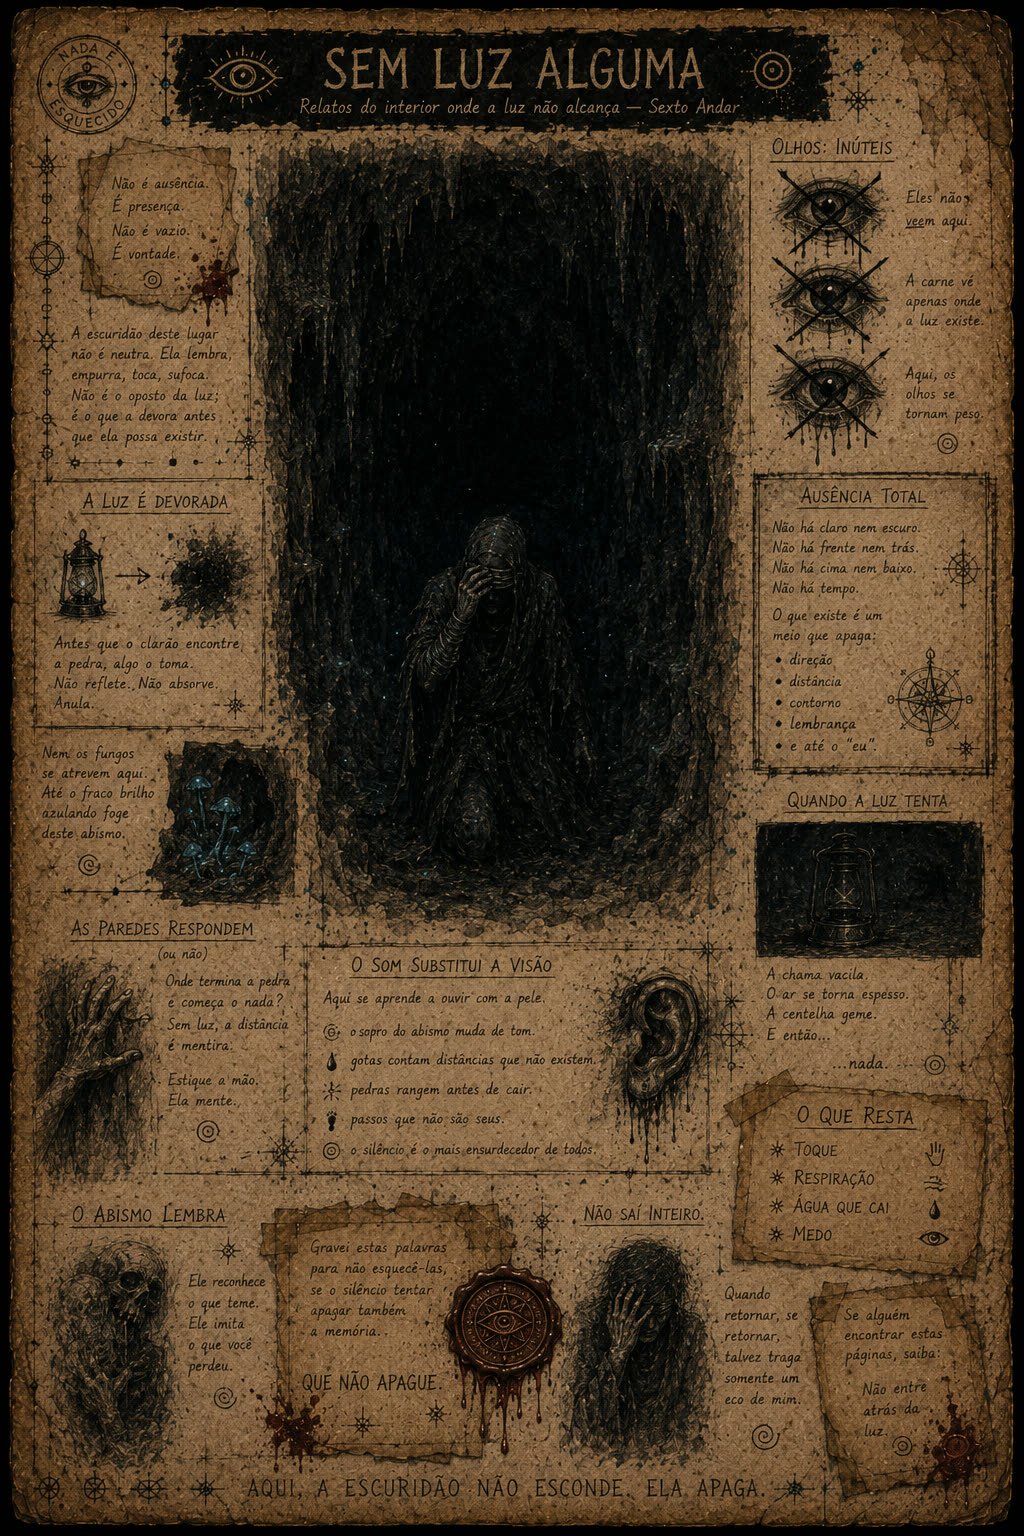 NADA É
ESQUECIDO
SEM LUZ ALGUMA
Relatos do interior onde a luz não alcança — Sexto Andar
Não é ausência.
É presença.
Não é vazio.
É vontade.
A escuridão deste lugar
não é neutra. Ela lembra,
empurra, toca, sufoca.
Não é o oposto da luz;
é o que a devora antes
que ela possa existir.
A LUZ É DEVORADA
Antes que o clarão encontre
a pedra, algo o toma.
Não reflete. Não absorve.
Anula.
Nem os fungos
se atrevem aqui.
Até o fraco brilho
azulando foge
deste abismo.
AS PAREDES RESPONDEM
(ou não)
Onde termina a pedra
e começa o nada?
Sem luz, a distância
é mentira.
Estique a mão.
Ela mente.
O SOM SUBSTITUI A VISÃO
Aqui se aprende a ouvir com a pele.
o sopro do abismo muda de tom.
gotas contam distâncias que não existem.
pedras rangem antes de cair.
passos que não são seus.
o silêncio é o mais ensurdecedor de todos.
OLHOS: INÚTEIS
Eles não
veem aqui.
A carne vê
apenas onde
a luz existe.
Aqui, os
olhos se
tornam peso.
AUSÊNCIA TOTAL
Não há claro nem escuro.
Não há frente nem trás.
Não há cima nem baixo.
Não há tempo.
O que existe é um
meio que apaga:
• direção
• distância
• contorno
• lembrança
• e até o "eu".
QUANDO A LUZ TENTA
A chama vacila.
O ar se torna espesso.
A centelha geme.
E então...
...nada.
O QUE RESTA
TOQUE
RESPIRAÇÃO
ÁGUA QUE CAI
MEDO
O ABISMO LEMBRA
Ele reconhece
o que teme.
Ele imita
o que você
perdeu.
Gravei estas palavras
para não esquecê-las,
se o silêncio tentar
apagar também
a memória.
QUE NÃO APAGUE.
NÃO SAÍ INTEIRO.
Quando
retornar, se
retornar,
talvez traga
somente um
eco de mim.
Se alguém
encontrar estas
páginas, saiba:
Não entre
atrás da
luz.
AQUI, A ESCURIDÃO NÃO ESCONDE. ELA APAGA.